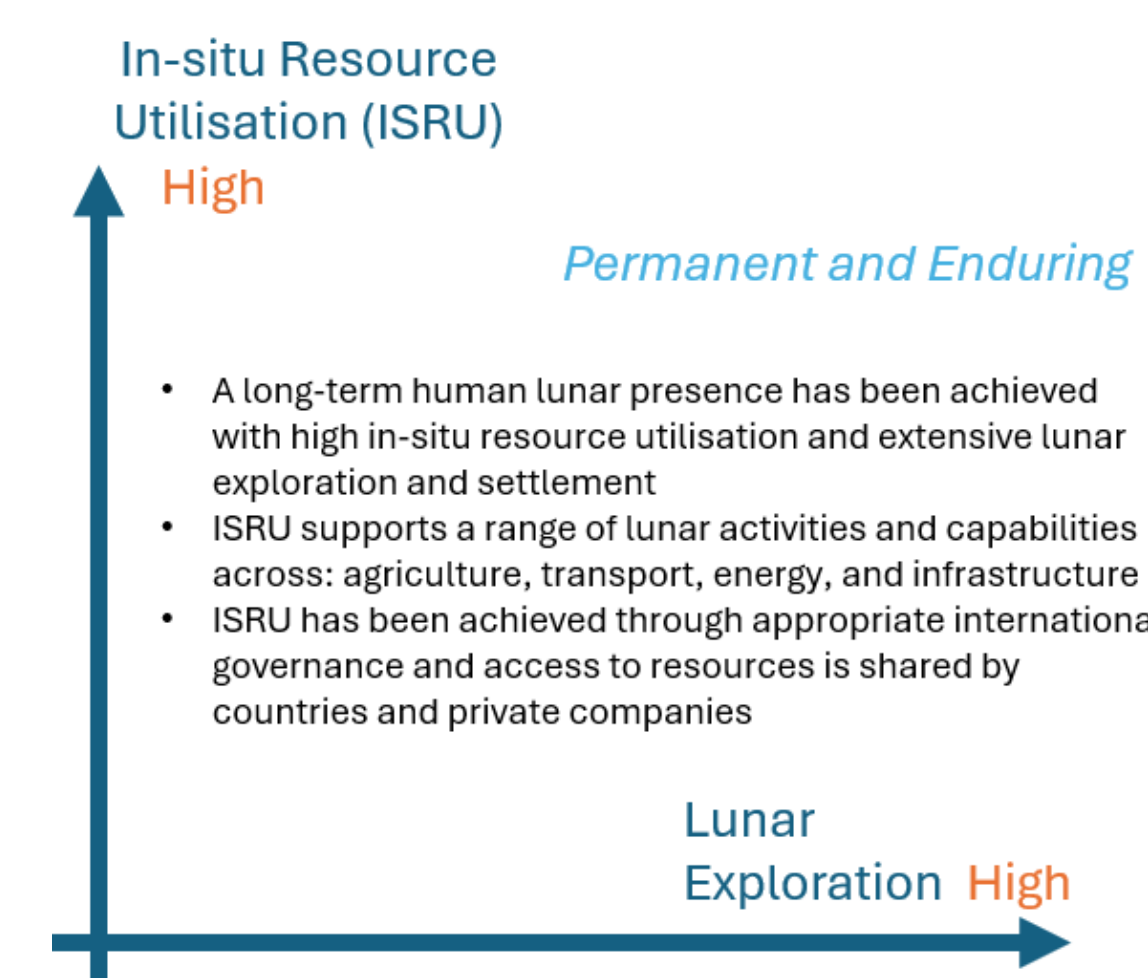 In-situ Resource
Utilisation (ISRU)
High
Permanent and Enduring
• A long-term human lunar presence has been achieved
with high in-situ resource utilisation and extensive lunar
exploration and settlement
• ISRU supports a range of lunar activities and capabilities
across: agriculture, transport, energy, and infrastructure
• ISRU has been achieved through appropriate internationa
governance and access to resources is shared by
countries and private companies
Lunar
Exploration High